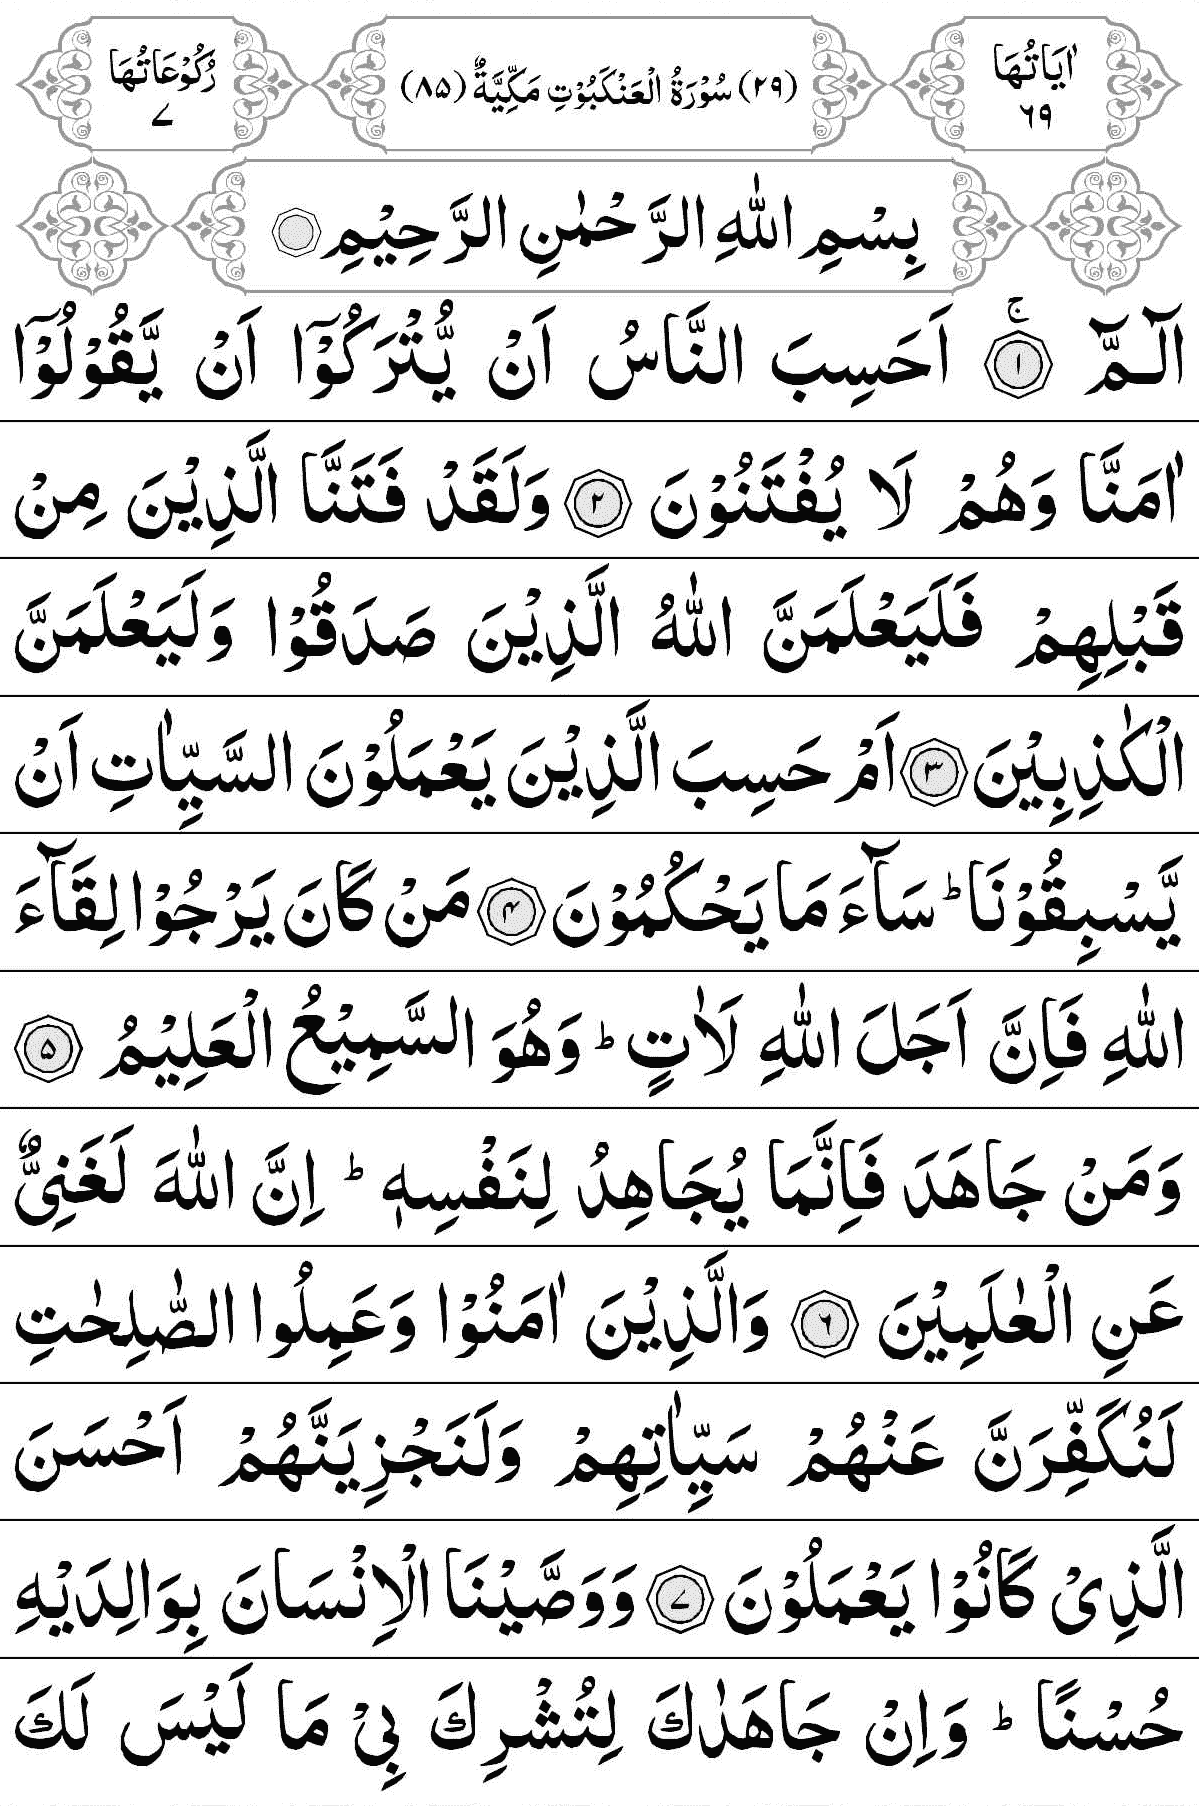 اٰیَاتُهَا ٦٩
(٢٩) سُوْرَةُ الْعَنْكَبُوْتِ مَكِّیَّةٌ (٨٥)
رُكُوْعَاتُهَا ٧
بِسْمِ اللّٰهِ الرَّحْمٰنِ الرَّحِیْمِ
الٓـمّٓ ۚ ﴿١﴾ اَحَسِبَ النَّاسُ اَنْ یُّتْرَكُوْۤا اَنْ یَّقُوْلُوْۤا
اٰمَنَّا وَهُمْ لَا یُفْتَنُوْنَ ﴿٢﴾ وَلَقَدْ فَتَنَّا الَّذِیْنَ مِنْ
قَبْلِهِمْ فَلَیَعْلَمَنَّ اللّٰهُ الَّذِیْنَ صَدَقُوْا وَلَیَعْلَمَنَّ
الْكٰذِبِیْنَ ﴿٣﴾ اَمْ حَسِبَ الَّذِیْنَ یَعْمَلُوْنَ السَّیِّاٰتِ اَنْ
یَّسْبِقُوْنَا ؕ سَآءَ مَا یَحْكُمُوْنَ ﴿۴﴾ مَنْ كَانَ یَرْجُوْا لِقَآءَ
اللّٰهِ فَاِنَّ اَجَلَ اللّٰهِ لَاٰتٍ ؕ وَهُوَ السَّمِیْعُ الْعَلِیْمُ ﴿۵﴾
وَمَنْ جَاهَدَ فَاِنَّمَا یُجَاهِدُ لِنَفْسِهٖ ؕ اِنَّ اللّٰهَ لَغَنِیٌّ
عَنِ الْعٰلَمِیْنَ ﴿٦﴾ وَالَّذِیْنَ اٰمَنُوْا وَعَمِلُوا الصّٰلِحٰتِ
لَنُكَفِّرَنَّ عَنْهُمْ سَیِّاٰتِهِمْ وَلَنَجْزِیَنَّهُمْ اَحْسَنَ
الَّذِیْ كَانُوْا یَعْمَلُوْنَ ﴿٧﴾ وَوَصَّیْنَا الْاِنْسَانَ بِوَالِدَیْهِ
حُسْنًا ؕ وَاِنْ جَاهَدٰكَ لِتُشْرِكَ بِیْ مَا لَیْسَ لَكَ